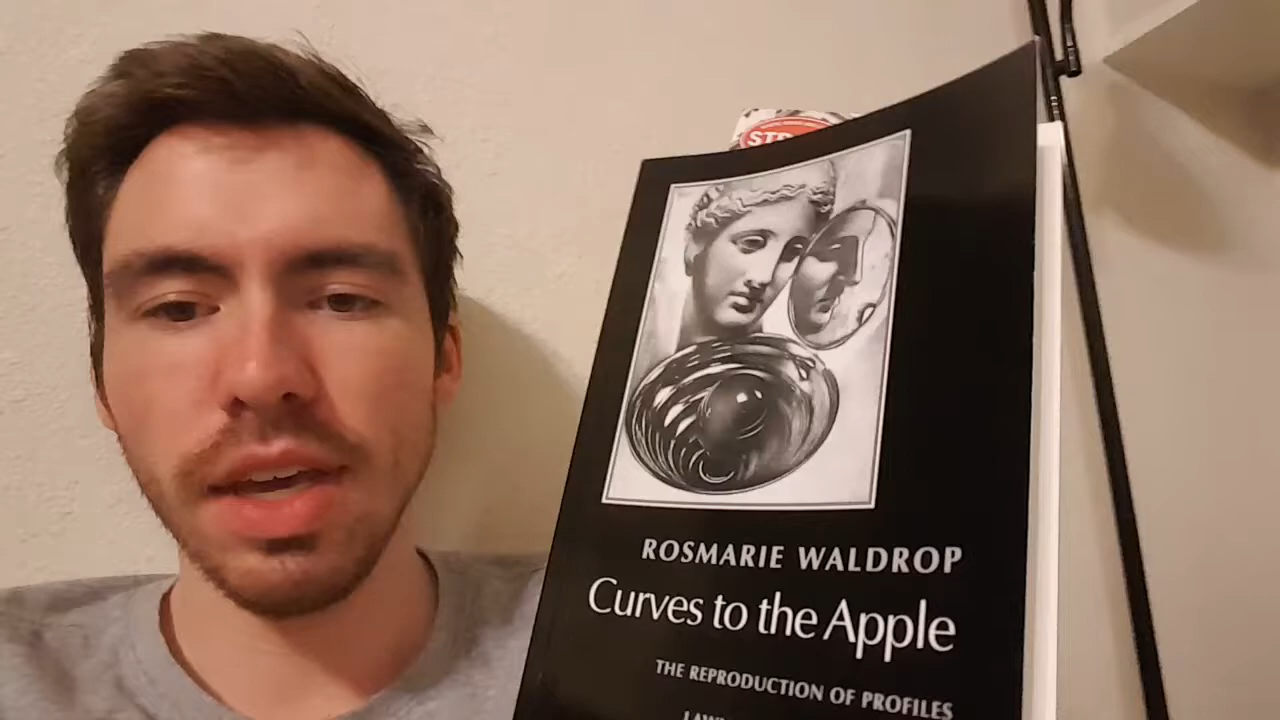 ROSMARIE WALDROP
Curves to the Apple
THE REPRODUCTION OF PROFILES